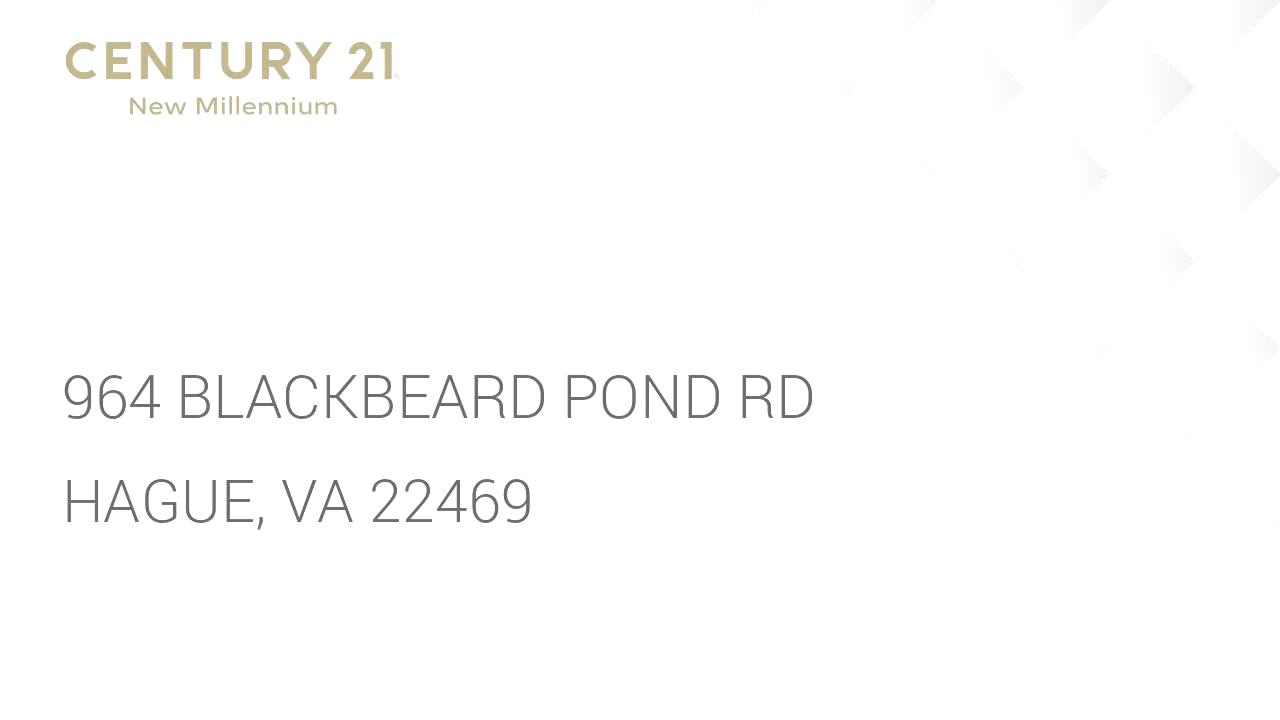 CENTURY 21
New Millennium
964 BLACKBEARD POND RD
HAGUE, VA 22469